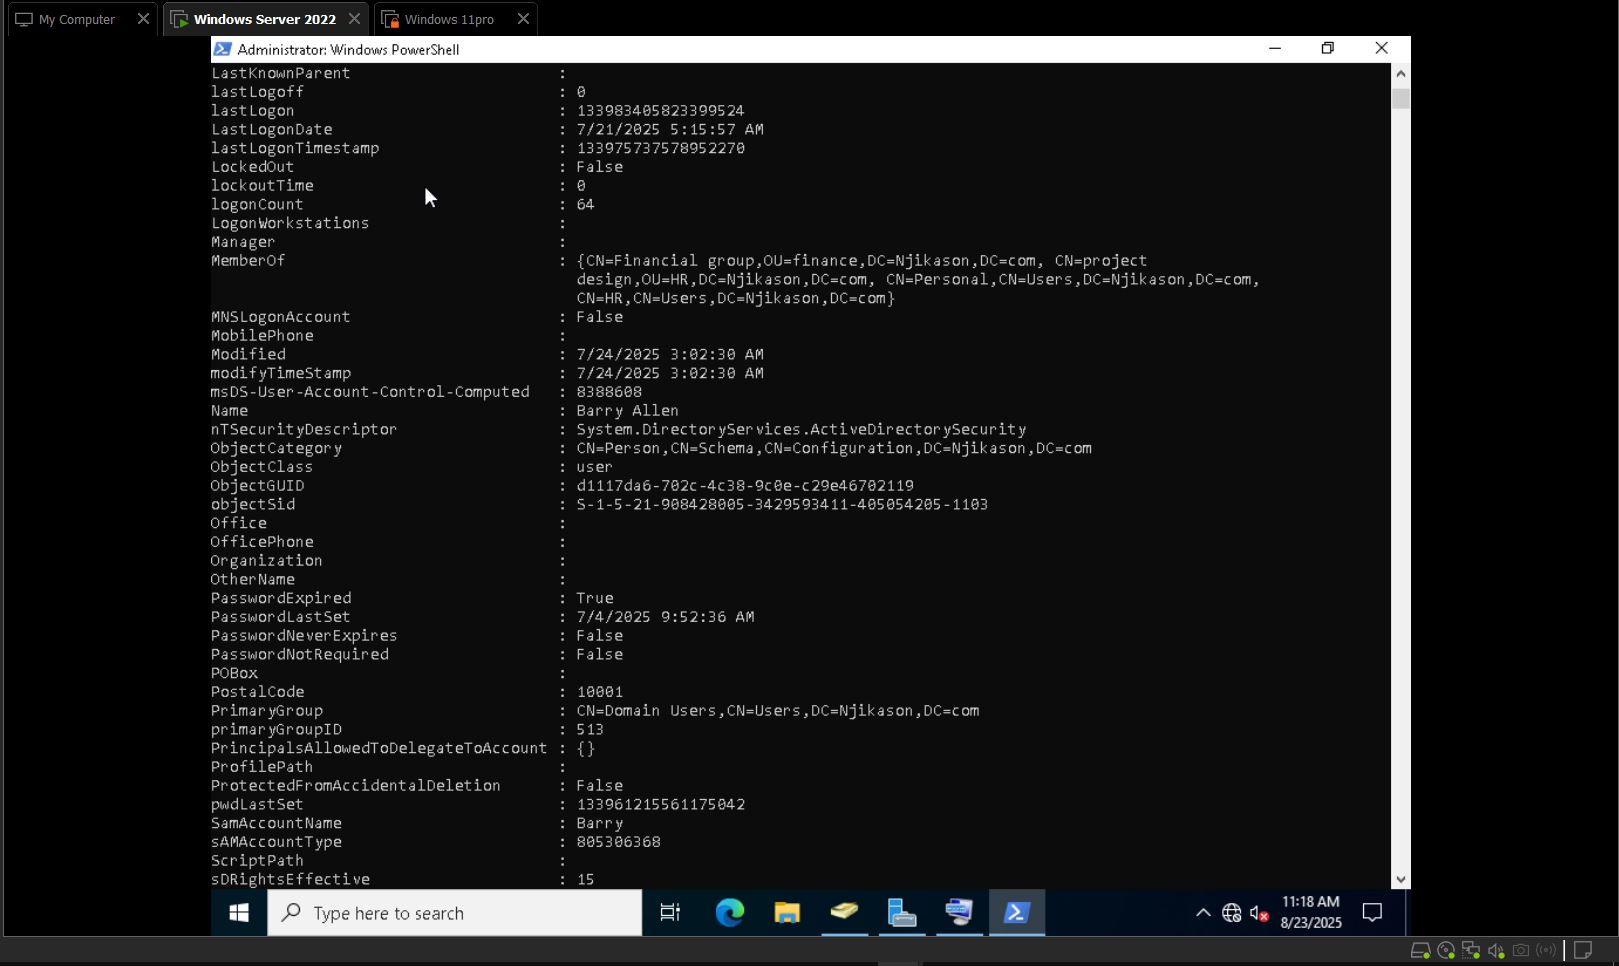 My Computer
Windows Server 2022
Windows 11pro
Administrator: Windows PowerShell
LastKnownParent :
lastLogoff : 0
lastLogon : 133983405823399524
LastLogonDate : 7/21/2025 5:15:57 AM
lastLogonTimestamp : 133975737578952270
LockedOut : False
lockoutTime : 0
logonCount : 64
LogonWorkstations :
Manager :
MemberOf : {CN=Financial group,OU=finance,DC=Njikason,DC=com, CN=project
design,OU=HR,DC=Njikason,DC=com, CN=Personal,CN=Users,DC=Njikason,DC=com,
CN=HR,CN=Users,DC=Njikason,DC=com}
MNSLogonAccount : False
MobilePhone :
Modified : 7/24/2025 3:02:30 AM
modifyTimeStamp : 7/24/2025 3:02:30 AM
msDS-User-Account-Control-Computed : 8388608
Name : Barry Allen
nTSecurityDescriptor : System.DirectoryServices.ActiveDirectorySecurity
ObjectCategory : CN=Person,CN=Schema,CN=Configuration,DC=Njikason,DC=com
ObjectClass : user
ObjectGUID : d1117da6-702c-4c38-9c0e-c29e46702119
objectSid : S-1-5-21-908428005-3429593411-405054205-1103
Office :
OfficePhone :
Organization :
OtherName :
PasswordExpired : True
PasswordLastSet : 7/4/2025 9:52:36 AM
PasswordNeverExpires : False
PasswordNotRequired : False
POBox :
PostalCode : 10001
PrimaryGroup : CN=Domain Users,CN=Users,DC=Njikason,DC=com
primaryGroupID : 513
PrincipalsAllowedToDelegateToAccount : {}
ProfilePath :
ProtectedFromAccidentalDeletion : False
pwdLastSet : 133961215561175042
SamAccountName : Barry
sAMAccountType : 805306368
ScriptPath :
sDRightsEffective : 15
Type here to search
11:18 AM
8/23/2025